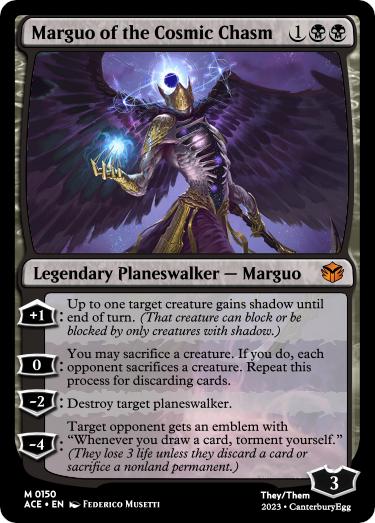 Marguo of the Cosmic Chasm 1
Legendary Planeswalker — Marguo
+1: Up to one target creature gains shadow until
end of turn. (That creature can block or be
blocked by only creatures with shadow.)
0: You may sacrifice a creature. If you do, each
opponent sacrifices a creature. Repeat this
process for discarding cards.
-2: Destroy target planeswalker.
-4: Target opponent gets an emblem with
“Whenever you draw a card, torment yourself.”
(They lose 3 life unless they discard a card or
sacrifice a nonland permanent.)
3
M 0150
ACE • EN Federico Musetti
They/Them
2023 • CanterburyEgg